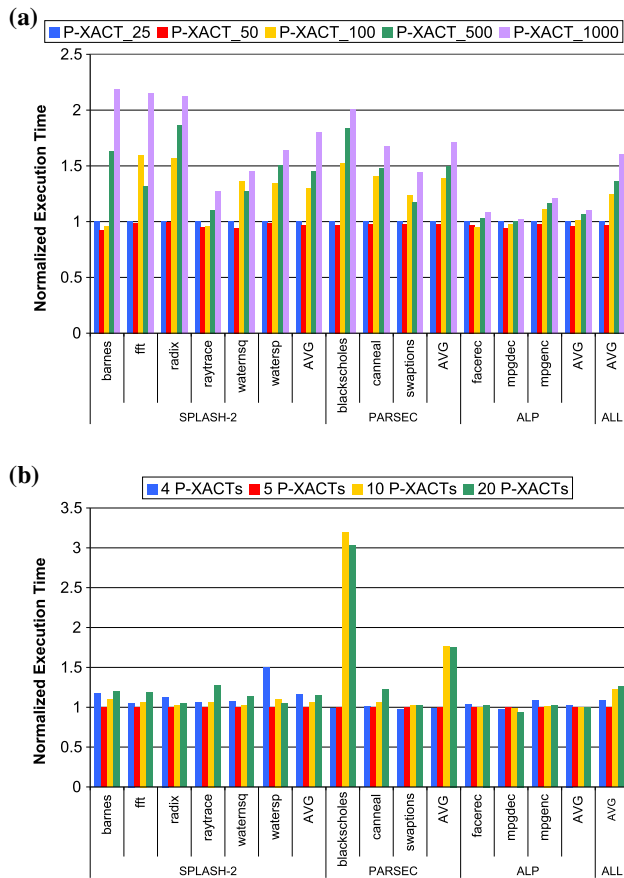 (a)
P-XACT_25 P-XACT_50 P-XACT_100 P-XACT_500 P-XACT_1000
Normalized Execution Time
2.5
2
1.5
1
0.5
0
barnes fft radix raytrace waternsq watersp AVG blackscholes canneal swaptions AVG facerec mpgdec mpgenc AVG AVG
SPLASH-2 PARSEC ALP ALL
(b)
4 P-XACTs 5 P-XACTs 10 P-XACTs 20 P-XACTs
Normalized Execution Time
3.5
3
2.5
2
1.5
1
0.5
0
barnes fft radix raytrace waternsq watersp AVG blackscholes canneal swaptions AVG facerec mpgdec mpgenc AVG AVG
SPLASH-2 PARSEC ALP ALL